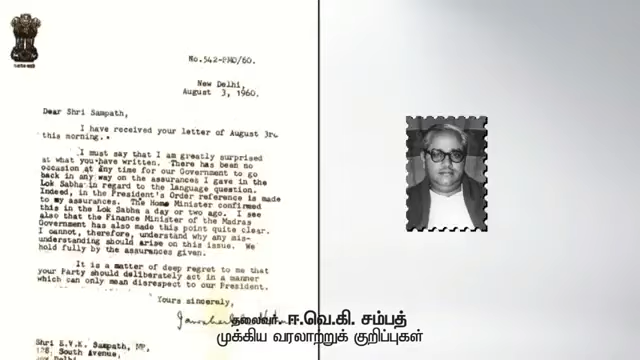 No.542-PMO/60.
New Delhi,
August 3, 1960.
Dear Shri Sampath,
I have received your letter of August 3rd
this morning.
I must say that I am greatly surprised
at what you have written. There has been no
occasion at any time for our Government to go
back in any way on the assurances I gave in the
Lok Sabha in regard to the language question.
Indeed, in the President's Order reference is made
to my assurances. The Home Minister confirmed
this in the Lok Sabha a day or two ago. I see
also that the Finance Minister of the Madras
Government has also made this point quite clear.
I cannot, therefore, understand why any mis-
understanding should arise on this issue. We
hold fully by the assurances given.
It is a matter of deep regret to me that
your Party should deliberately act in a manner
which can only mean disrespect to our President.
Yours sincerely,
தலைவர். ஈ.வெ.கி. சம்பத்
முக்கிய வரலாற்றுக் குறிப்புகள்
Shri E.V.K. Sampath, MP,
128, South Avenue,